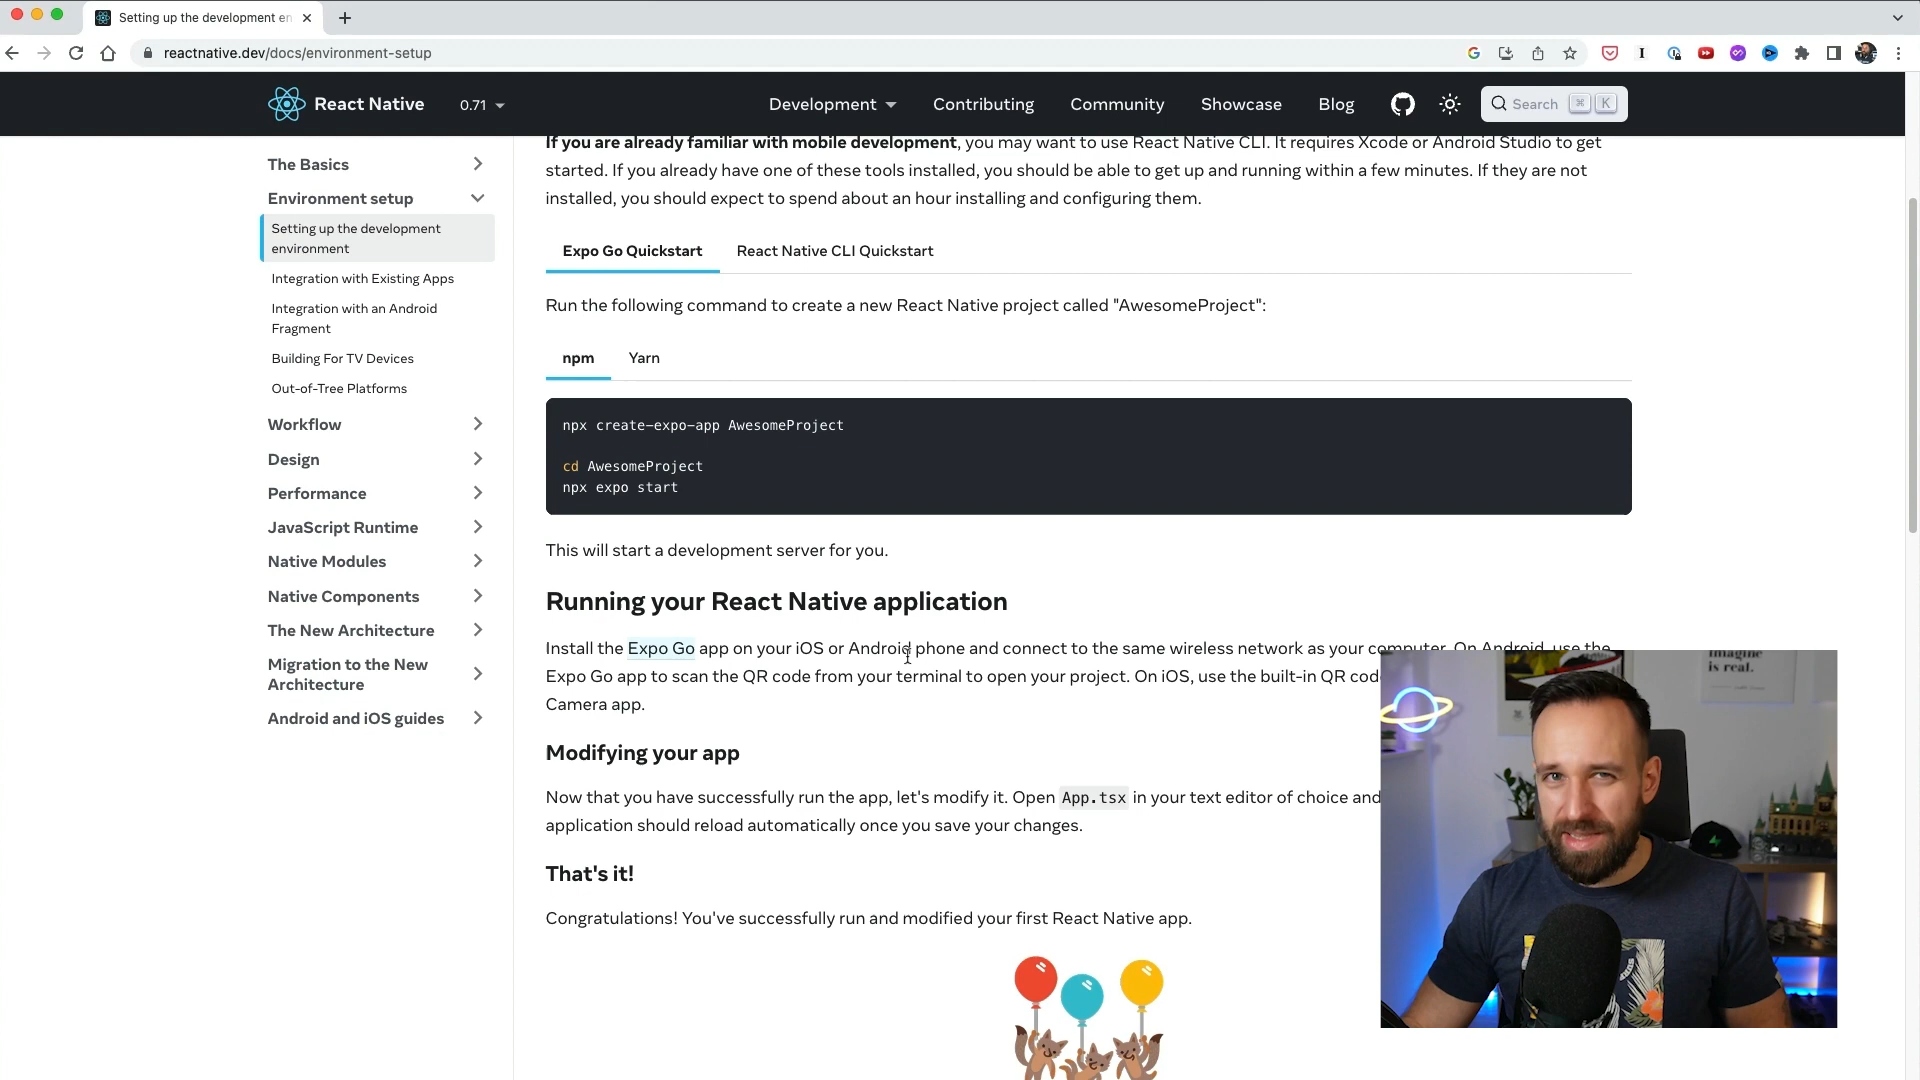 Setting up the development en
reactnative.dev/docs/environment-setup
React Native
0.71
Development
Contributing
Community
Showcase
Blog
Search
⌘
K
The Basics
Environment setup
Setting up the development
environment
Integration with Existing Apps
Integration with an Android
Fragment
Building For TV Devices
Out-of-Tree Platforms
Workflow
Design
Performance
JavaScript Runtime
Native Modules
Native Components
The New Architecture
Migration to the New
Architecture
Android and iOS guides
If you are already familiar with mobile development, you may want to use React Native CLI. It requires Xcode or Android Studio to get
started. If you already have one of these tools installed, you should be able to get up and running within a few minutes. If they are not
installed, you should expect to spend about an hour installing and configuring them.
Expo Go Quickstart
React Native CLI Quickstart
Run the following command to create a new React Native project called "AwesomeProject":
npm
Yarn
npx create-expo-app AwesomeProject
cd AwesomeProject
npx expo start
This will start a development server for you.
Running your React Native application
Install the Expo Go app on your iOS or Android phone and connect to the same wireless network as your computer. On Android, use the
Expo Go app to scan the QR code from your terminal to open your project. On iOS, use the built-in QR cod
Camera app.
Modifying your app
Now that you have successfully run the app, let's modify it. Open App.tsx in your text editor of choice and
application should reload automatically once you save your changes.
That's it!
Congratulations! You've successfully run and modified your first React Native app.
imagine
is real.